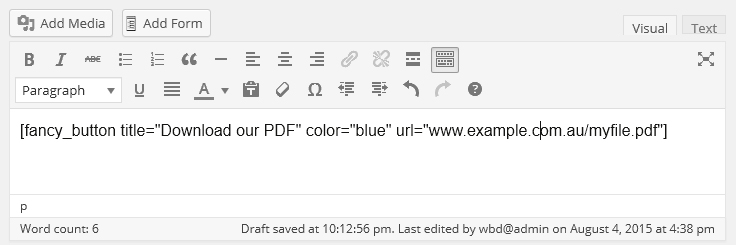 Add Media Add Form
Visual Text
B I ABC
Paragraph U A Ω ?
[fancy_button title="Download our PDF" color="blue" url="www.example.com.au/myfile.pdf"]
p
Word count: 6 Draft saved at 10:12:56 pm. Last edited by wbd@admin on August 4, 2015 at 4:38 pm